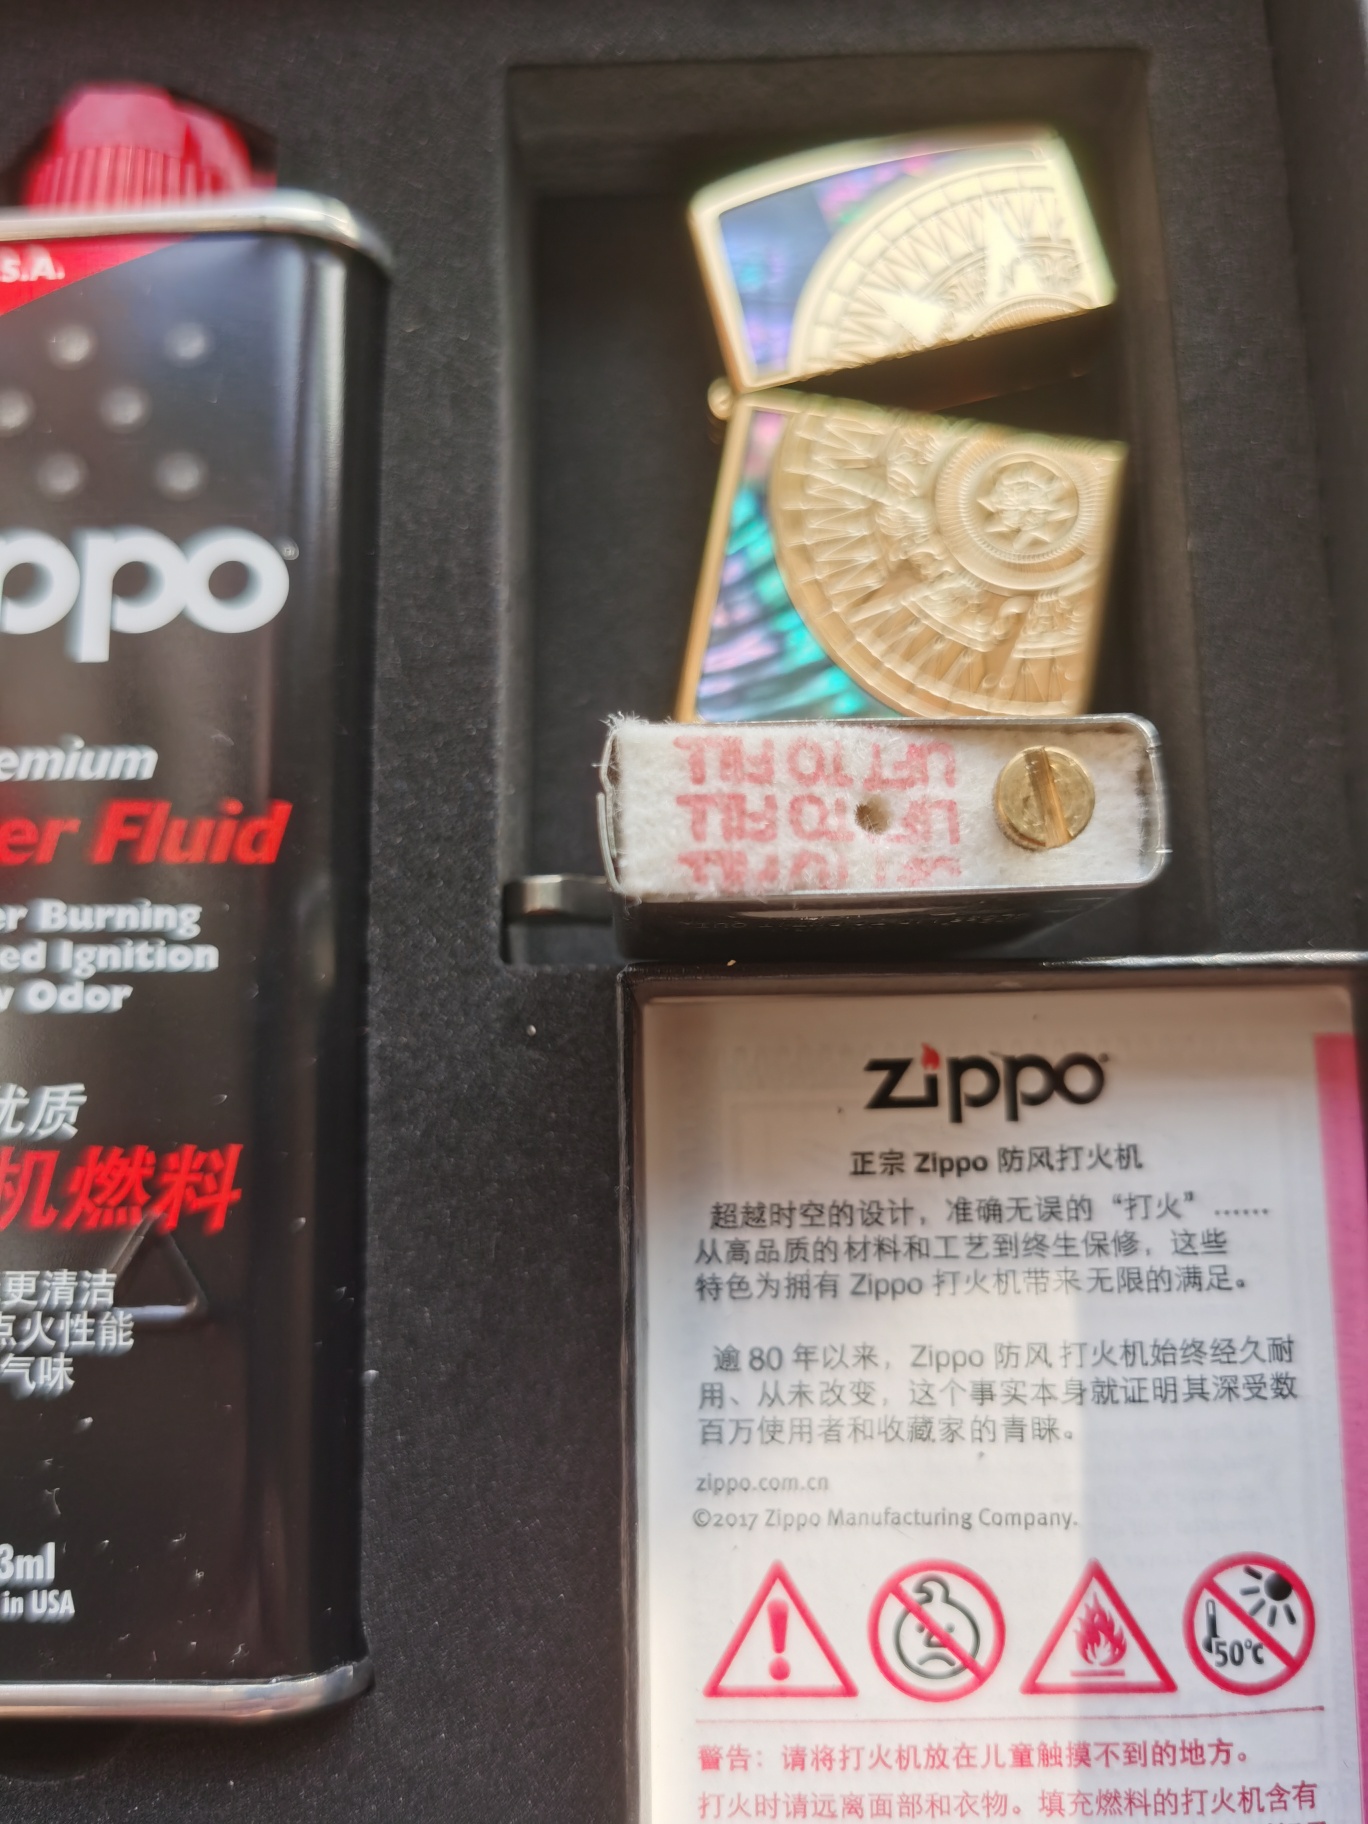 S.A.
ppo
emium
er Fluid
er Burning
ed Ignition
w Odor
优质
机燃料
更清洁
点火性能
气味
3ml
in USA
LIFT TO FILL
LIFT TO FILL
LIFT TO FILL
zippo
正宗 Zippo 防风打火机
超越时空的设计，准确无误的“打火”……
从高品质的材料和工艺到终生保修，这些
特色为拥有 Zippo 打火机带来无限的满足。
逾 80 年以来，Zippo 防风打火机始终经久耐
用、从未改变，这个事实本身就证明其深受数
百万使用者和收藏家的青睐。
zippo.com.cn
©2017 Zippo Manufacturing Company.
50℃
警告：请将打火机放在儿童触摸不到的地方。
打火时请远离面部和衣物。填充燃料的打火机含有